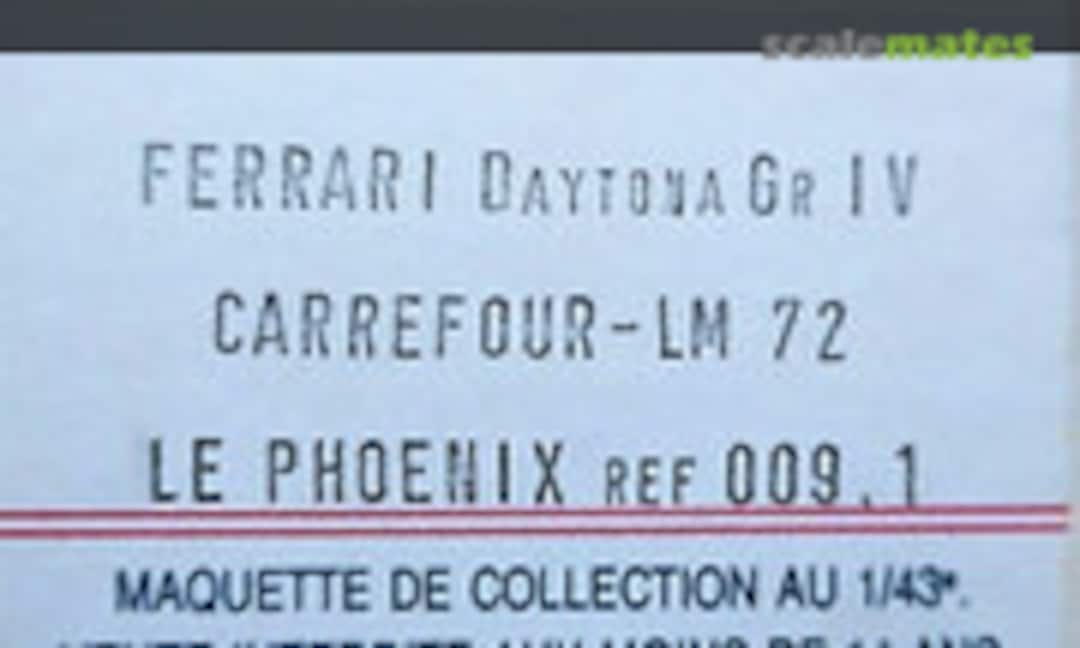 scalemates
FERRARI DAYTONA GR IV
CARREFOUR-LM 72
LE PHOENIX REF 009.1
MAQUETTE DE COLLECTION AU 1/43e.